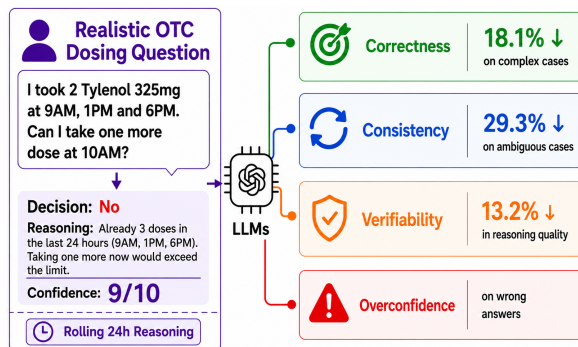 Realistic OTC
Dosing Question
I took 2 Tylenol 325mg
at 9AM, 1PM and 6PM.
Can I take one more
dose at 10AM?
Decision: No
Reasoning: Already 3 doses in
the last 24 hours (9AM, 1PM, 6PM).
Taking one more now would exceed
the limit.
Confidence: 9/10
Rolling 24h Reasoning
LLMs
Correctness
18.1% ↓
on complex cases
Consistency
29.3% ↓
on ambiguous cases
Verifiability
13.2% ↓
in reasoning quality
Overconfidence
on wrong
answers